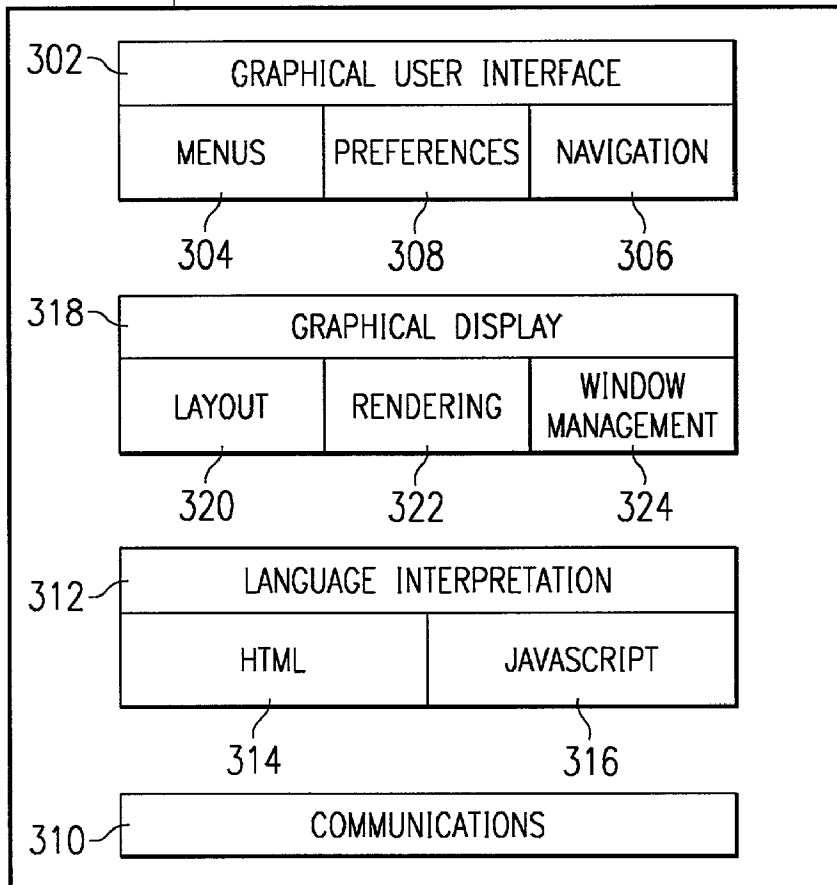 302
GRAPHICAL USER INTERFACE
MENUS
PREFERENCES
NAVIGATION
304
308
306
318
GRAPHICAL DISPLAY
LAYOUT
RENDERING
WINDOW
MANAGEMENT
320
322
324
312
LANGUAGE INTERPRETATION
HTML
JAVASCRIPT
314
316
310
COMMUNICATIONS